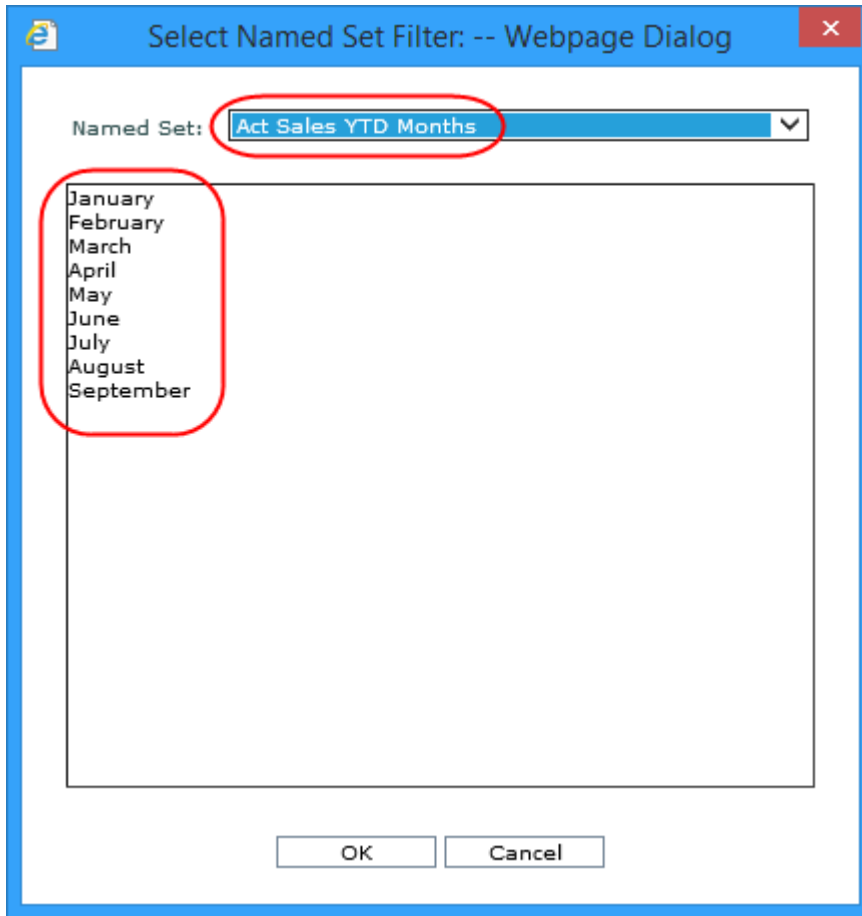 Select Named Set Filter: -- Webpage Dialog
Named Set: Act Sales YTD Months
January
February
March
April
May
June
July
August
September
OK Cancel